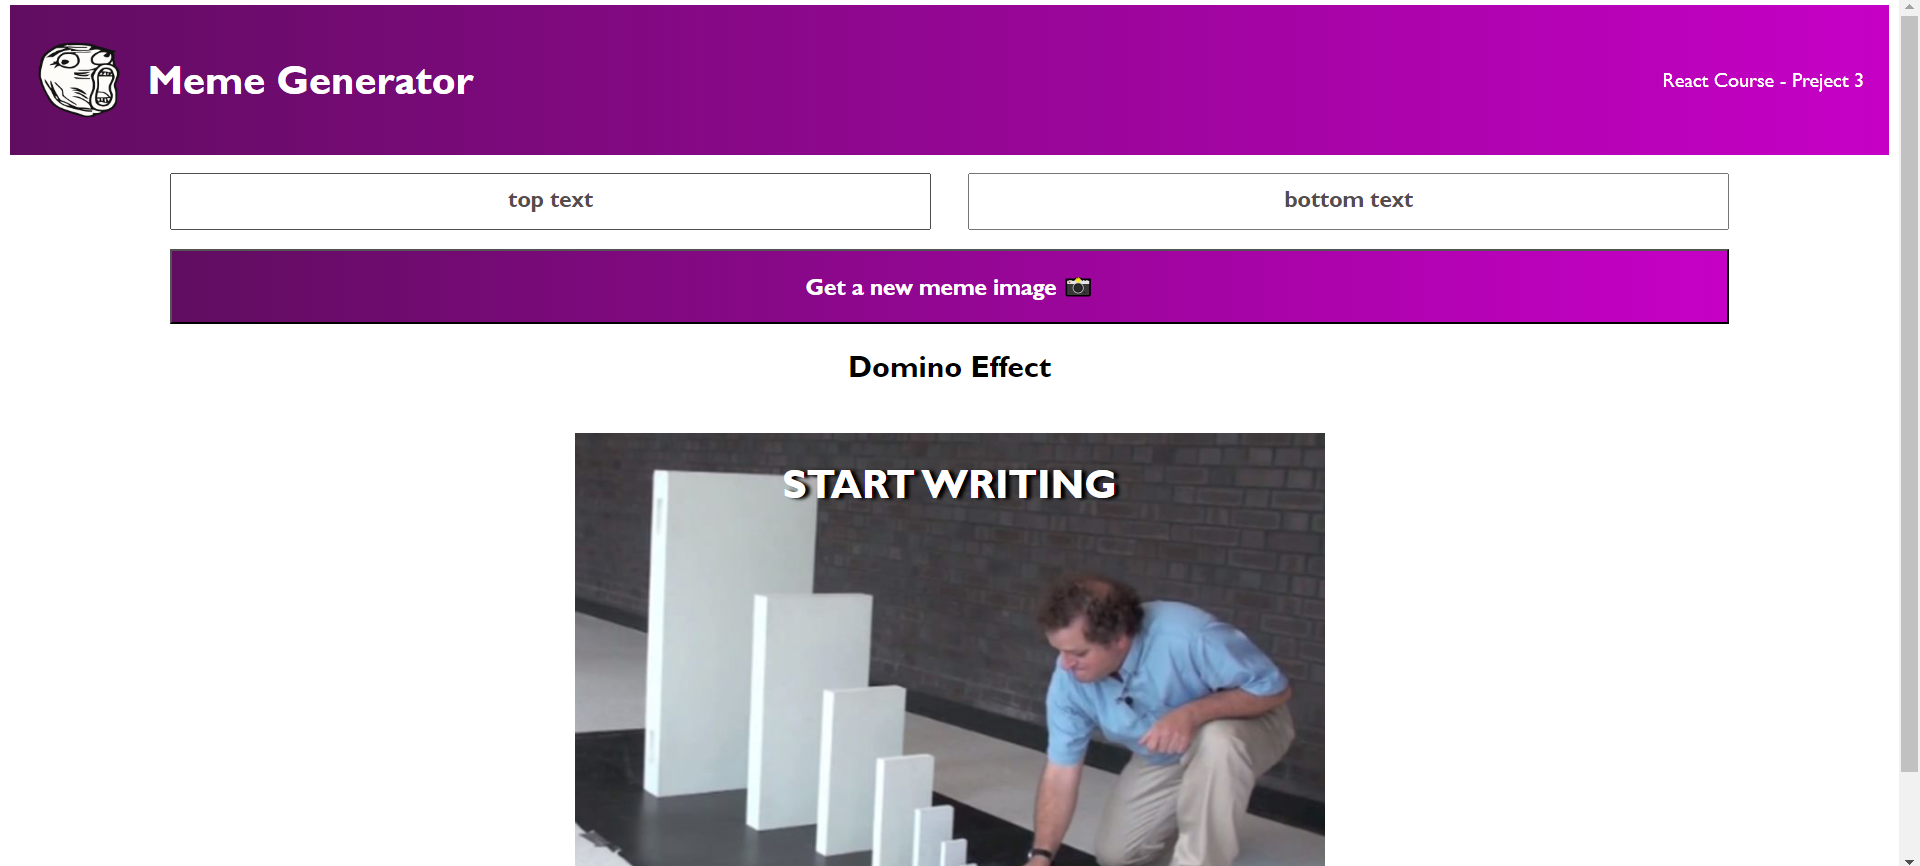 Meme Generator
React Course - Preject 3
top text
bottom text
Get a new meme image 📷
Domino Effect
START WRITING